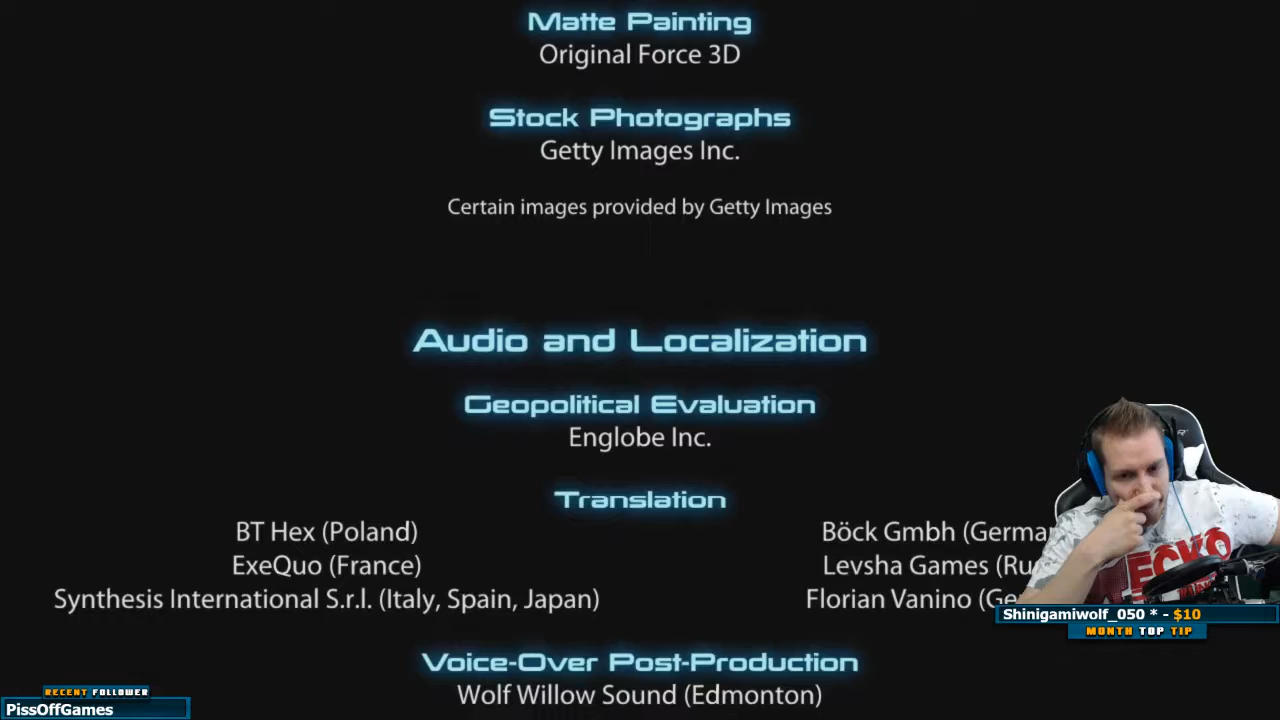 Matte Painting
Original Force 3D
Stock Photographs
Getty Images Inc.
Certain images provided by Getty Images
Audio and Localization
Geopolitical Evaluation
Englobe Inc.
Translation
BT Hex (Poland)
Böck Gmbh
ExeQuo (France)
Levsha Games
Synthesis International S.r.l. (Italy, Spain, Japan)
Florian Vanino
Voice-Over Post-Production
Wolf Willow Sound (Edmonton)
ECKO
Shinigamiwolf_050 * - $10
MONTH TOP TIP
RECENT FOLLOWER
PissOffGames